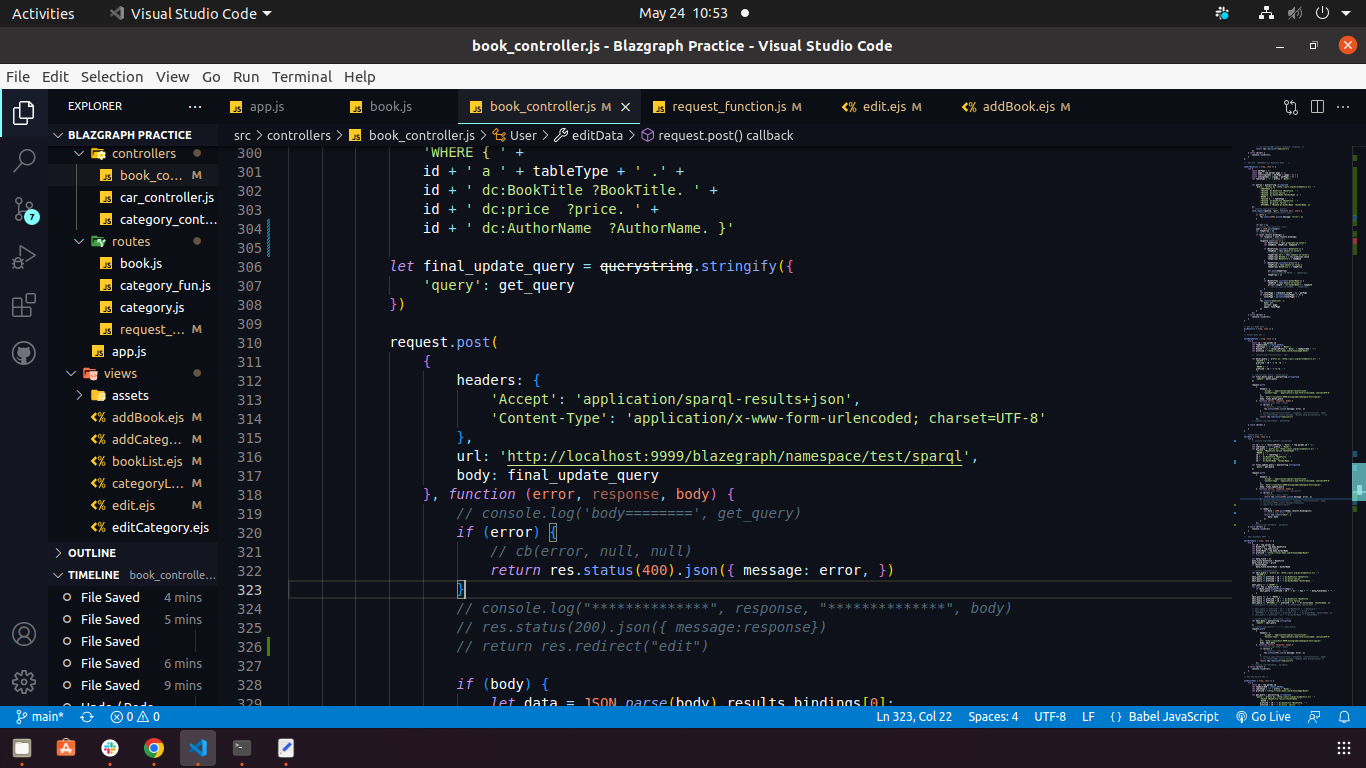 Activities
Visual Studio Code
May 24 10:53
book_controller.js - Blazgraph Practice - Visual Studio Code
File Edit Selection View Go Run Terminal Help
EXPLORER ···
app.js
book.js
book_controller.js M
request_function.js M
edit.ejs M
addBook.ejs M
BLAZGRAPH PRACTICE
src > controllers > book_controller.js > User > editData > request.post() callback
controllers
book_co... M
car_controller.js
category_cont...
routes
book.js
category_fun.js
category.js
request_... M
app.js
views
assets
addBook.ejs M
addCateg... M
bookList.ejs M
categoryL... M
edit.ejs M
editCategory.ejs
OUTLINE
TIMELINE book_controlle...
File Saved 4 mins
File Saved 5 mins
File Saved
File Saved 6 mins
File Saved 9 mins
7
300 'WHERE { ' +
301 id + ' a ' + tableType + ' .' +
302 id + ' dc:BookTitle ?BookTitle. ' +
303 id + ' dc:price  ?price. ' +
304 id + ' dc:AuthorName  ?AuthorName. }'
305
306 let final_update_query = querystring.stringify({
307 'query': get_query
308 })
309
310 request.post(
311 {
312 headers: {
313 'Accept': 'application/sparql-results+json',
314 'Content-Type': 'application/x-www-form-urlencoded; charset=UTF-8'
315 },
316 url: 'http://localhost:9999/blazegraph/namespace/test/sparql',
317 body: final_update_query
318 }, function (error, response, body) {
319 // console.log('body========', get_query)
320 if (error) {
321 // cb(error, null, null)
322 return res.status(400).json({ message: error, })
323 }
324 // console.log("**************", response, "**************", body)
325 // res.status(200).json({ message:response})
326 // return res.redirect("edit")
327
328 if (body) {
329 let data = JSON.parse(body).results.bindings[0];
main*
0 0
Ln 323, Col 22
Spaces: 4
UTF-8
LF
{ } Babel JavaScript
Go Live